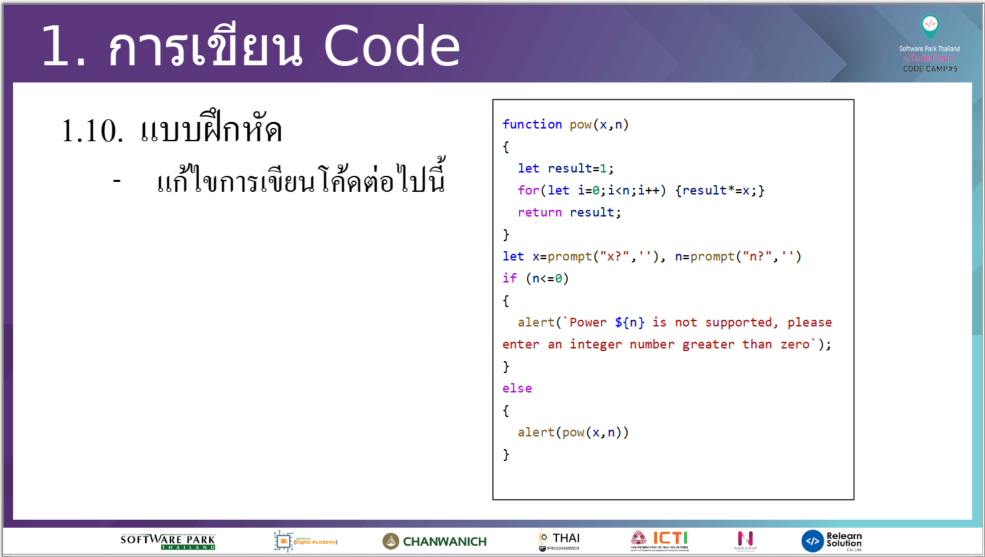 1. การเขียน Code
Software Park Thailand
CODE CAMP#5
1.10. แบบฝึกหัด
- แก้ไขการเขียนโค้ดต่อไปนี้
function pow(x,n)
{
let result=1;
for(let i=0;i<n;i++) {result*=x;}
return result;
}
let x=prompt("x?",''), n=prompt("n?",'')
if (n<=0)
{
alert(`Power ${n} is not supported, please
enter an integer number greater than zero`);
}
else
{
alert(pow(x,n))
}
SOFTWARE PARK
THAILAND
Digital Academy
CHANWANICH
THAI
PROGRAMMER
ICTI
Relearn
Solution
Co., Ltd.